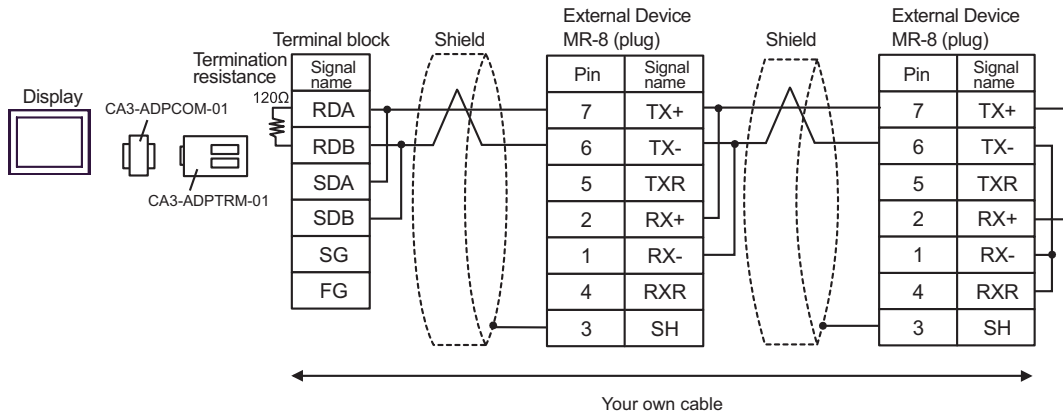 Display
CA3-ADPCOM-01
CA3-ADPTRM-01
Termination
resistance
120Ω
Terminal block
Signal
name
RDA
RDB
SDA
SDB
SG
FG
Shield
External Device
MR-8 (plug)
Pin Signal
name
7 TX+
6 TX-
5 TXR
2 RX+
1 RX-
4 RXR
3 SH
Shield
External Device
MR-8 (plug)
Pin Signal
name
7 TX+
6 TX-
5 TXR
2 RX+
1 RX-
4 RXR
3 SH
Your own cable